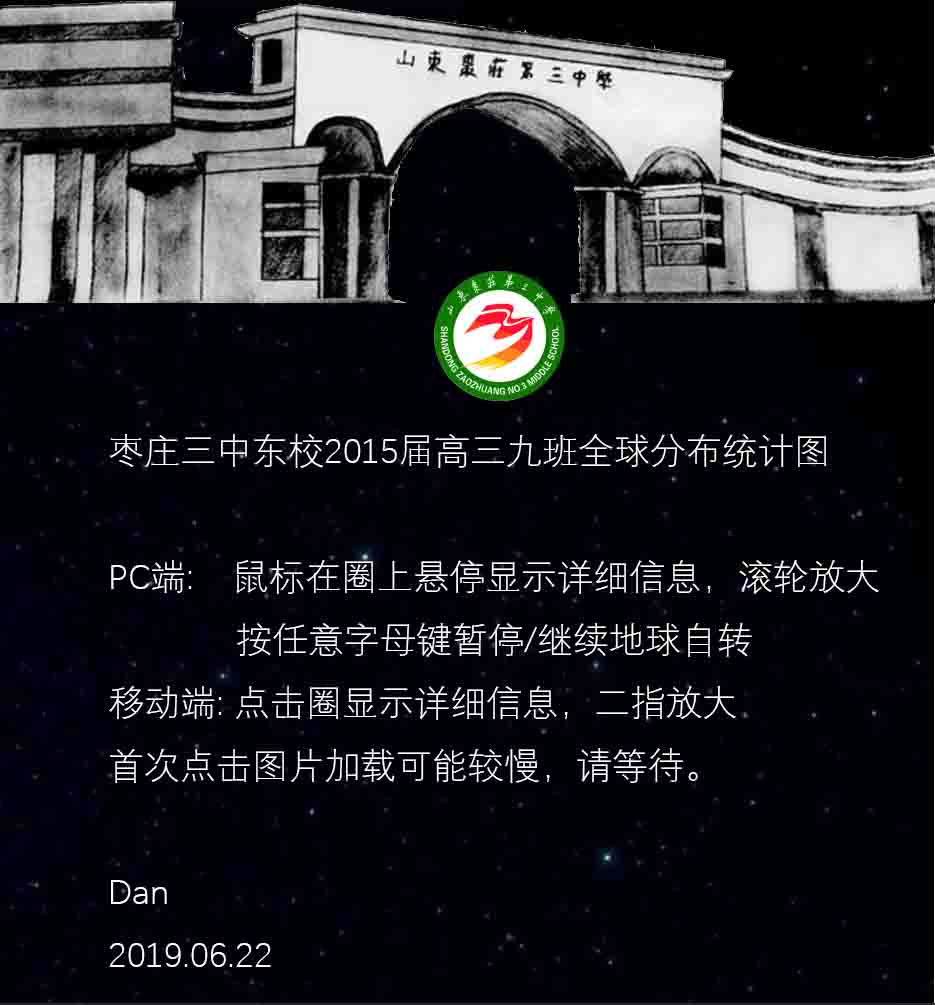 山東棗莊第三中學
山东枣庄第三中学
SHANDONG ZAOZHUANG NO.3 MIDDLE SCHOOL
枣庄三中东校2015届高三九班全球分布统计图
PC端: 鼠标在圈上悬停显示详细信息，滚轮放大
按任意字母键暂停/继续地球自转
移动端: 点击圈显示详细信息，二指放大
首次点击图片加载可能较慢，请等待。
Dan
2019.06.22